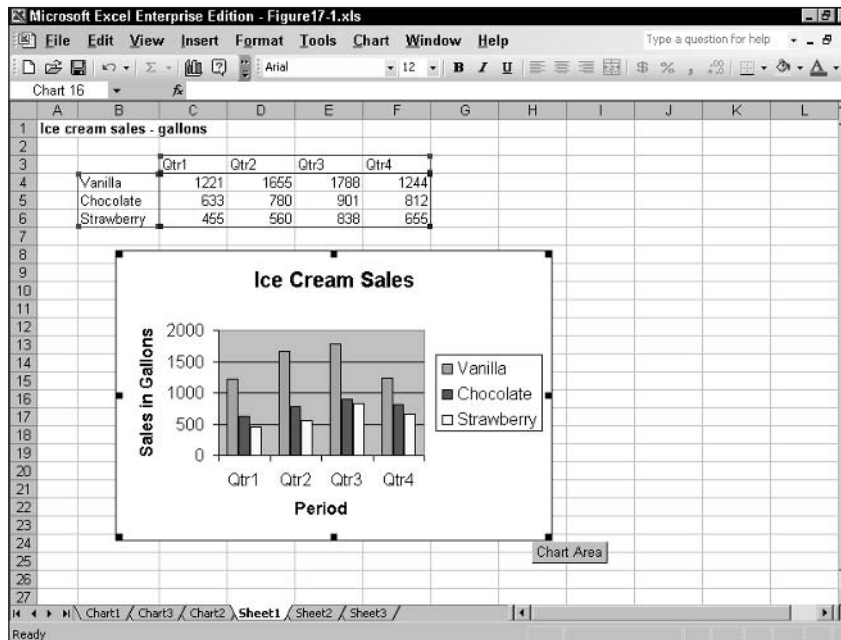 Microsoft Excel Enterprise Edition - Figure17-1.xls
File Edit View Insert Format Tools Chart Window Help Type a question for help
Arial 12 B I U $ % ,
Chart 16 fx
A B C D E F G H I J K L
1 Ice cream sales - gallons
2
3 Qtr1 Qtr2 Qtr3 Qtr4
4 Vanilla 1221 1655 1788 1244
5 Chocolate 633 780 901 812
6 Strawberry 455 560 838 655
7
8
9
10
11
12
13
14
15
16
17
18
19
20
21
22
23
24
25
26
27
Ice Cream Sales
Sales in Gallons
2000
1500
1000
500
0
Qtr1 Qtr2 Qtr3 Qtr4
Period
Vanilla
Chocolate
Strawberry
Chart Area
Chart1 Chart3 Chart2 Sheet1 Sheet2 Sheet3
Ready